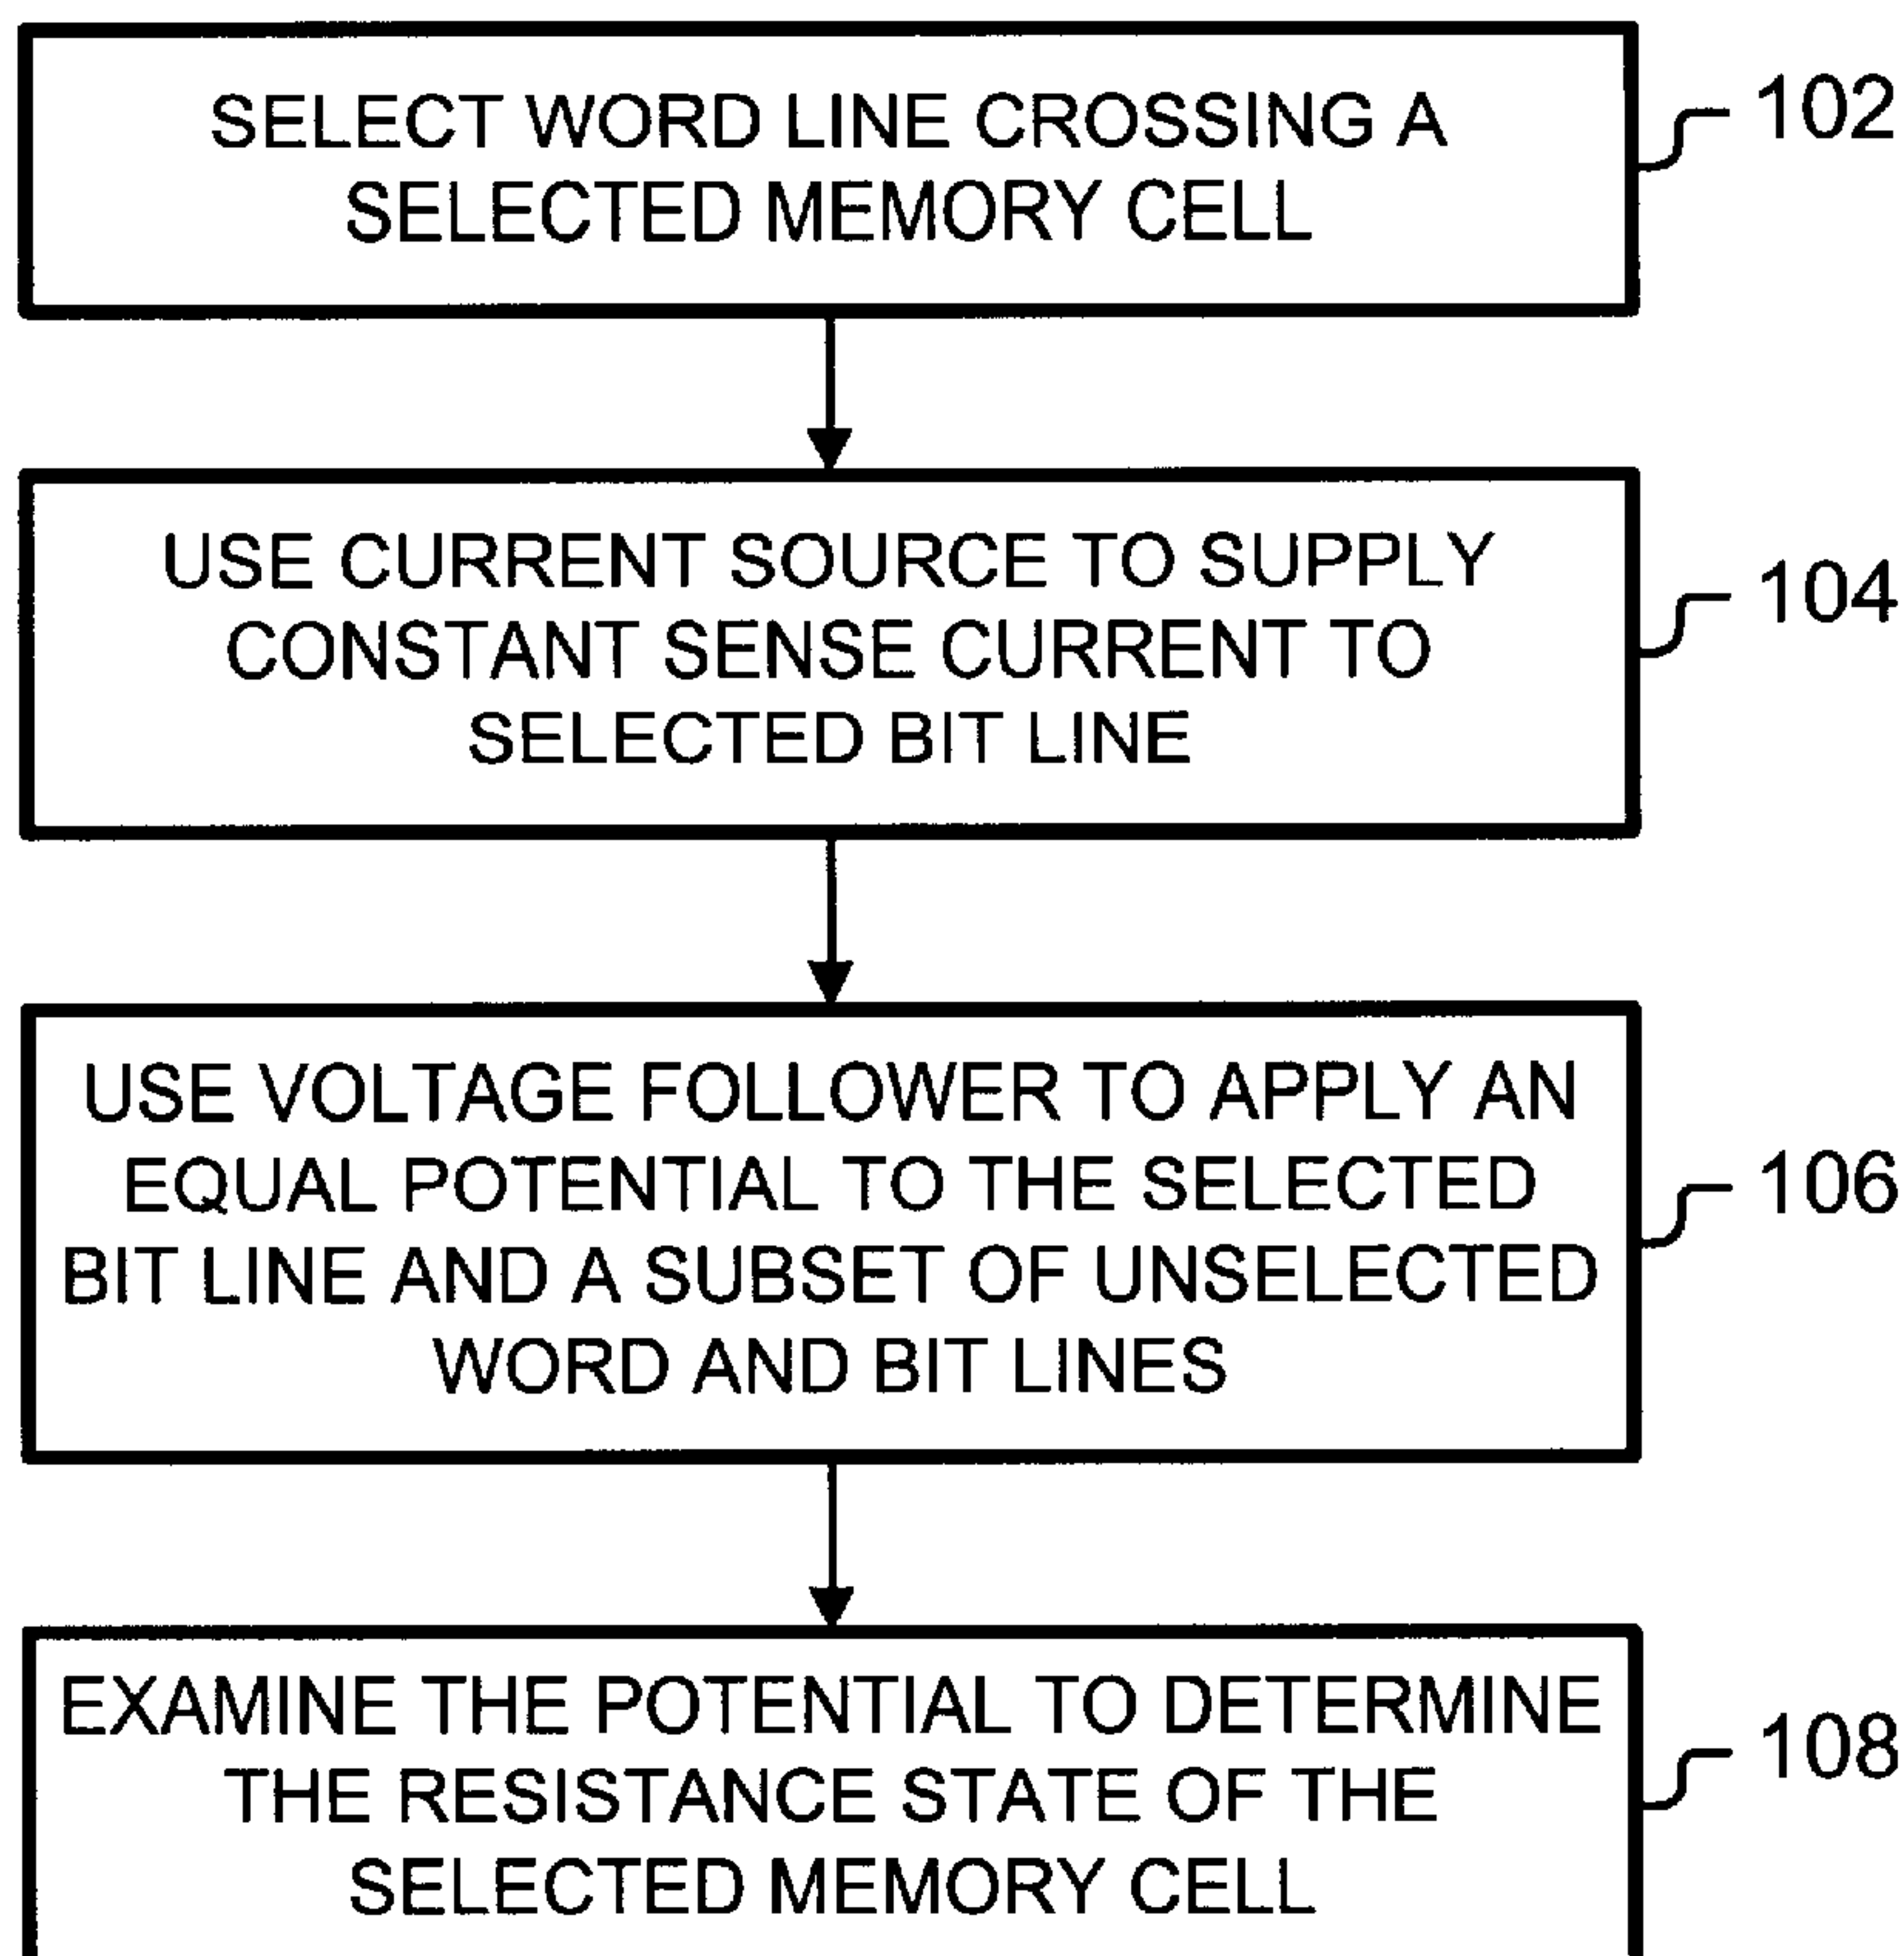 SELECT WORD LINE CROSSING A
SELECTED MEMORY CELL
102
USE CURRENT SOURCE TO SUPPLY
CONSTANT SENSE CURRENT TO
SELECTED BIT LINE
104
USE VOLTAGE FOLLOWER TO APPLY AN
EQUAL POTENTIAL TO THE SELECTED
BIT LINE AND A SUBSET OF UNSELECTED
WORD AND BIT LINES
106
EXAMINE THE POTENTIAL TO DETERMINE
THE RESISTANCE STATE OF THE
SELECTED MEMORY CELL
108